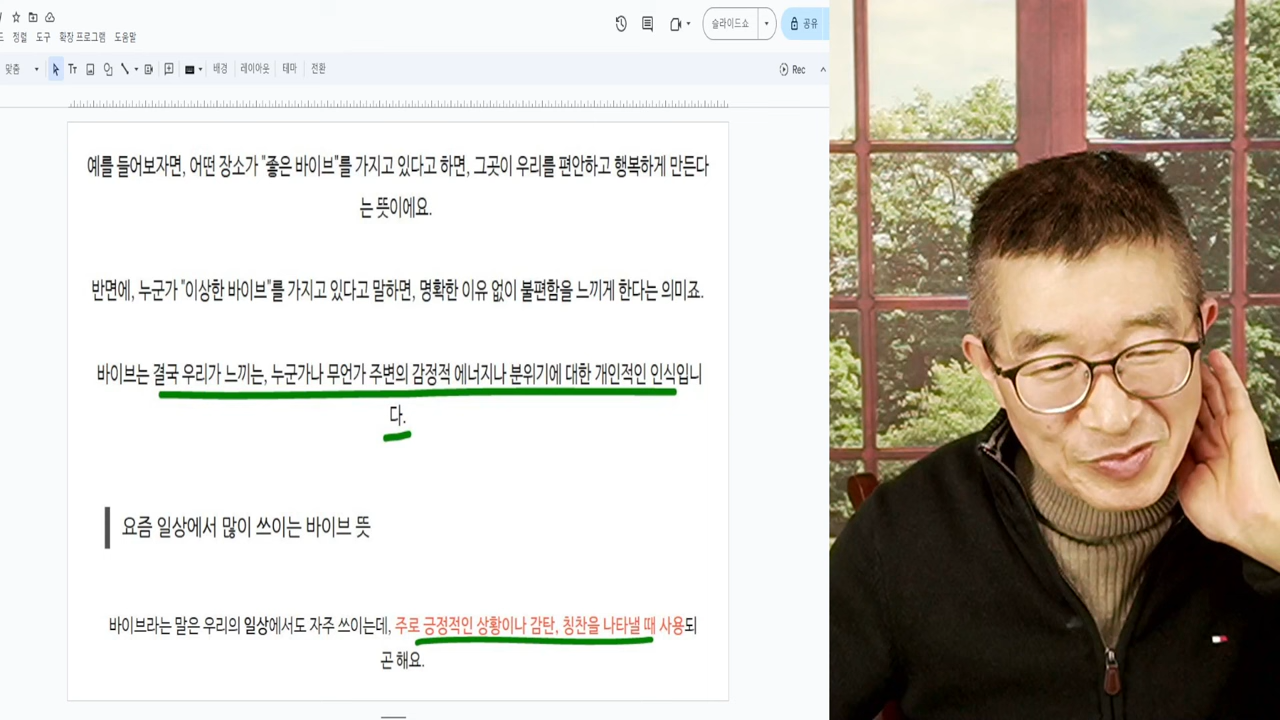 정렬 도구 확장 프로그램 도움말
슬라이드쇼
공유
맞춤
배경 레이아웃 테마 전환
Rec
예를 들어보자면, 어떤 장소가 "좋은 바이브"를 가지고 있다고 하면, 그곳이 우리를 편안하고 행복하게 만든다
는 뜻이에요.
반면에, 누군가 "이상한 바이브"를 가지고 있다고 말하면, 명확한 이유 없이 불편함을 느끼게 한다는 의미죠.
바이브는 결국 우리가 느끼는, 누군가나 무언가 주변의 감정적 에너지나 분위기에 대한 개인적인 인식입니
다.
요즘 일상에서 많이 쓰이는 바이브 뜻
바이브라는 말은 우리의 일상에서도 자주 쓰이는데, 주로 긍정적인 상황이나 감탄, 칭찬을 나타낼 때 사용되
곤 해요.